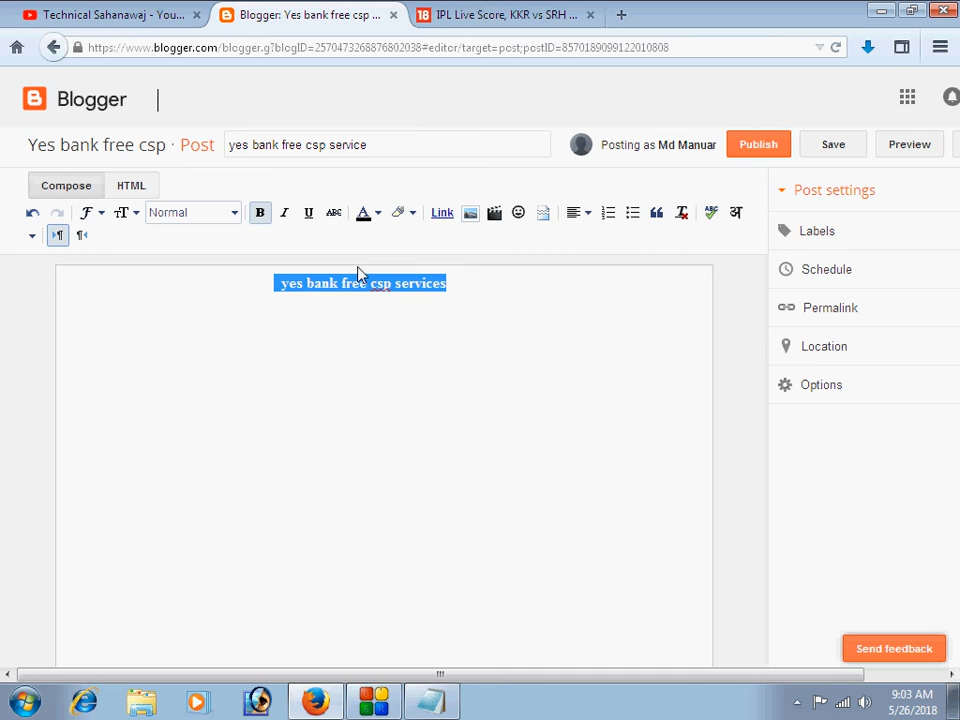 Technical Sahanawaj - You...
Blogger: Yes bank free csp ...
18 IPL Live Score, KKR vs SRH ...
https://www.blogger.com/blogger.g?blogID=2570473268876802038#editor/target=post;postID=8570189099122010808
Blogger
Yes bank free csp · Post
yes bank free csp service
Posting as Md Manuar
Publish
Save
Preview
Compose
HTML
Normal
B I U ABC A Link ABC अ
Post settings
Labels
Schedule
Permalink
Location
Options
yes bank free csp services
Send feedback
9:03 AM
5/26/2018